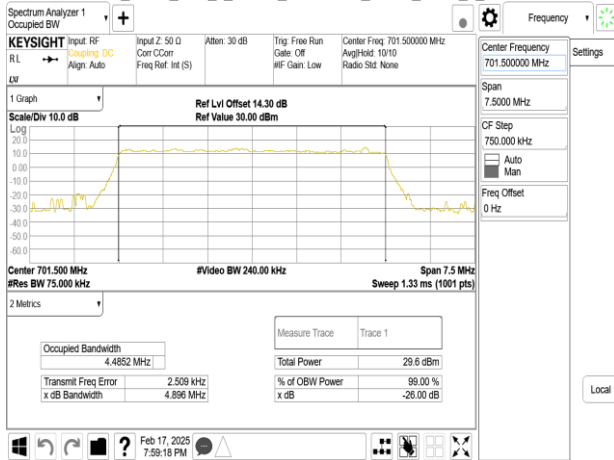 Spectrum Analyzer 1
Occupied BW
Frequency
KEYSIGHT
RL
LXI
Input: RF
Coupling: DC
Align: Auto
Input Z: 50 Ω
Corr CCorr
Freq Ref: Int (S)
Atten: 30 dB
Trig: Free Run
Gate: Off
#IF Gain: Low
Center Freq: 701.500000 MHz
Avg|Hold: 10/10
Radio Std: None
Center Frequency
701.500000 MHz
Settings
Span
7.5000 MHz
CF Step
750.000 kHz
Auto
Man
Freq Offset
0 Hz
Local
1 Graph
Scale/Div 10.0 dB
Ref Lvl Offset 14.30 dB
Ref Value 30.00 dBm
Log
20.0
10.0
0.00
-10.0
-20.0
-30.0
-40.0
-50.0
-60.0
Center 701.500 MHz
#Video BW 240.00 kHz
Span 7.5 MHz
#Res BW 75.000 kHz
Sweep 1.33 ms (1001 pts)
2 Metrics
Measure Trace Trace 1
Occupied Bandwidth
4.4852 MHz
Total Power 29.6 dBm
Transmit Freq Error 2.509 kHz
% of OBW Power 99.00 %
x dB Bandwidth 4.896 MHz
x dB -26.00 dB
?
Feb 17, 2025
7:59:18 PM